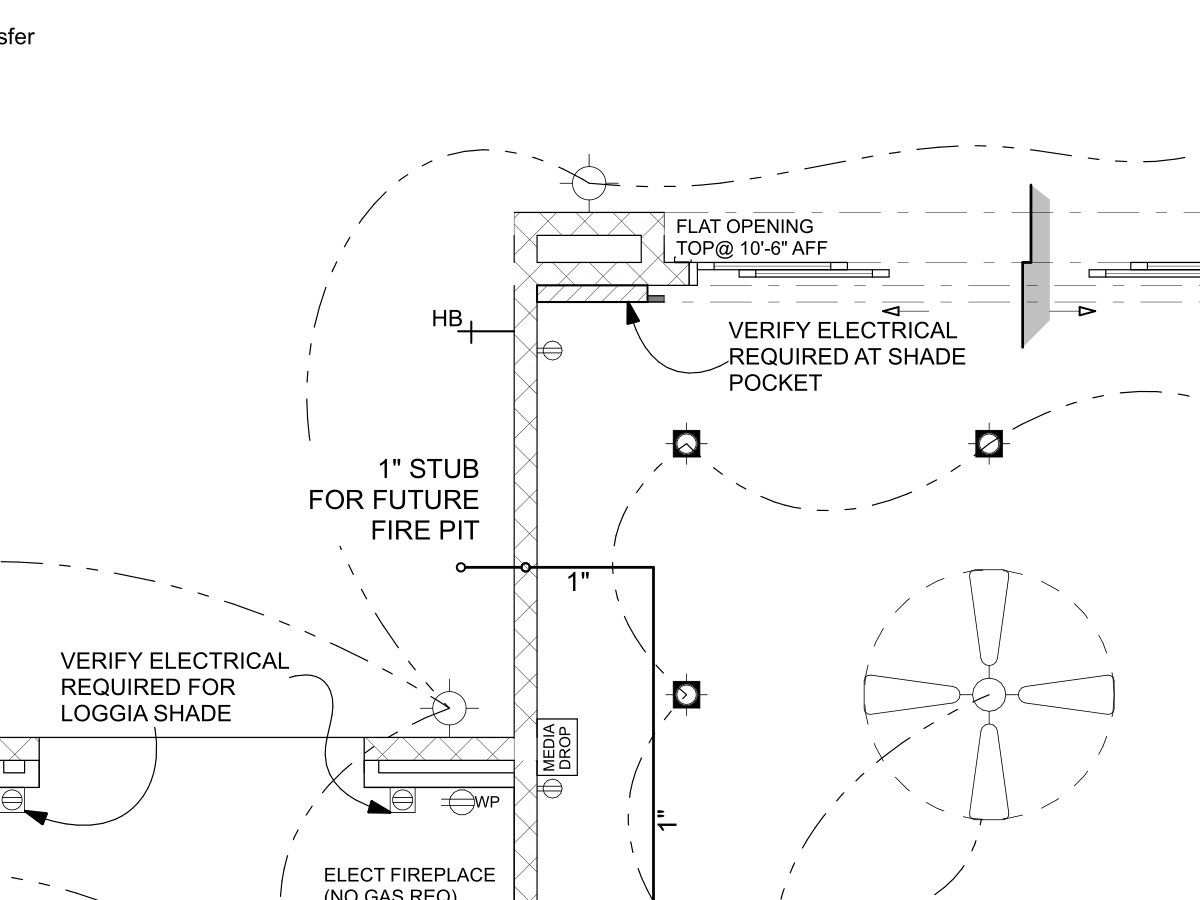 sfer
FLAT OPENING
TOP@ 10'-6" AFF
HB
VERIFY ELECTRICAL
REQUIRED AT SHADE
POCKET
1" STUB
FOR FUTURE
FIRE PIT
1"
VERIFY ELECTRICAL
REQUIRED FOR
LOGGIA SHADE
MEDIA
DROP
WP
1"
ELECT FIREPLACE
(NO GAS REQ)